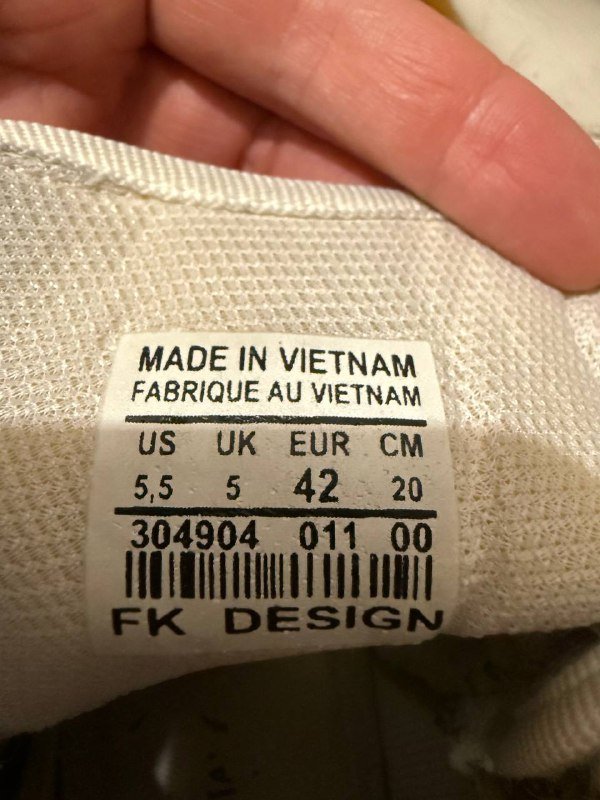 MADE IN VIETNAM
FABRIQUE AU VIETNAM
US UK EUR CM
5,5 5 42 20
304904 011 00
FK DESIGN